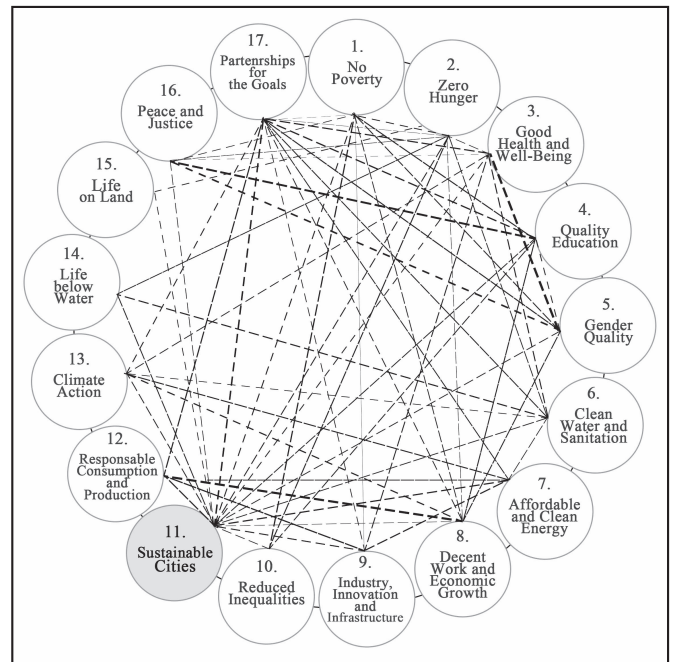 1.
No
Poverty
2.
Zero
Hunger
3.
Good
Health and
Well-Being
4.
Quality
Education
5.
Gender
Quality
6.
Clean
Water and
Sanitation
7.
Affordable
and Clean
Energy
8.
Decent
Work and
Economic
Growth
9.
Industry,
Innovation
and
Infrastructure
10.
Reduced
Inequalities
11.
Sustainable
Cities
12.
Responsable
Consumption
and
Production
13.
Climate
Action
14.
Life
below
Water
15.
Life
on Land
16.
Peace and
Justice
17.
Partenrships
for
the Goals